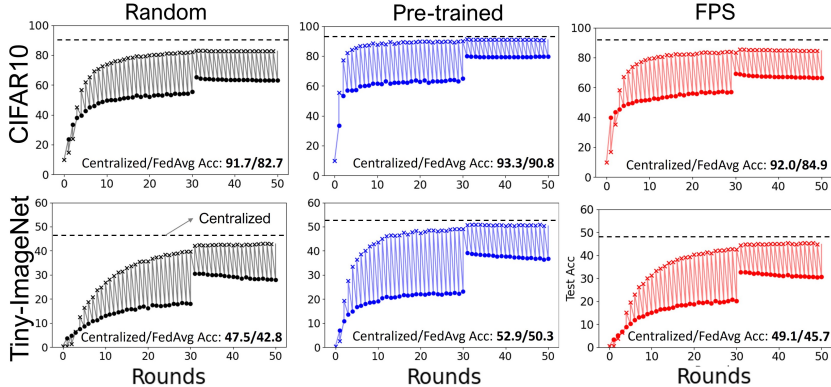 Random Pre-trained FPS
CIFAR10
100
80
60
40
20
0
0 10 20 30 40 50
Centralized/FedAvg Acc: 91.7/82.7
100
80
60
40
20
0
0 10 20 30 40 50
Centralized/FedAvg Acc: 93.3/90.8
100
80
60
40
20
0
0 10 20 30 40 50
Centralized/FedAvg Acc: 92.0/84.9
Tiny-ImageNet
60
50
40
30
20
10
0
0 10 20 30 40 50
Centralized
Centralized/FedAvg Acc: 47.5/42.8
60
50
40
30
20
10
0
0 10 20 30 40 50
Centralized/FedAvg Acc: 52.9/50.3
Test Acc
60
50
40
30
20
10
0
0 10 20 30 40 50
Centralized/FedAvg Acc: 49.1/45.7
Rounds Rounds Rounds